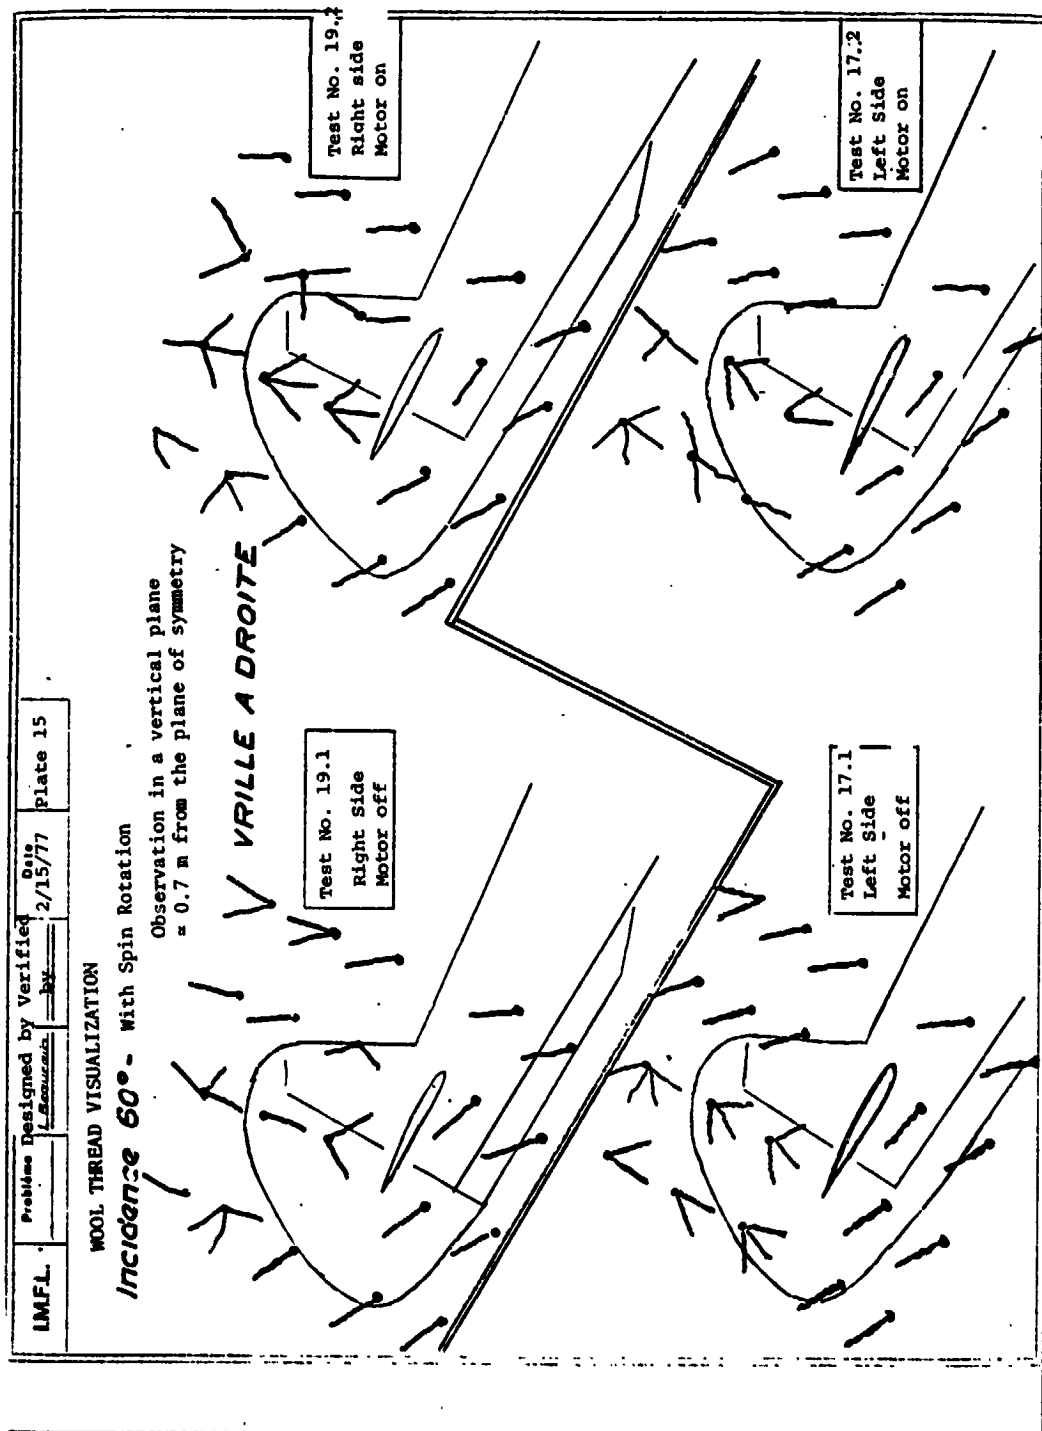 I.M.F.L.
Problème
Designed by
Verified by
Date
2/15/77
Plate 15
WOOL THREAD VISUALIZATION
Incidence 60° - With Spin Rotation
Observation in a vertical plane
≈ 0.7 m from the plane of symmetry
VRILLE A DROITE
Test No. 19.1
Right Side
Motor off
Test No. 19.2
Right side
Motor on
Test No. 17.1
Left Side
Motor off
Test No. 17.2
Left Side
Motor on